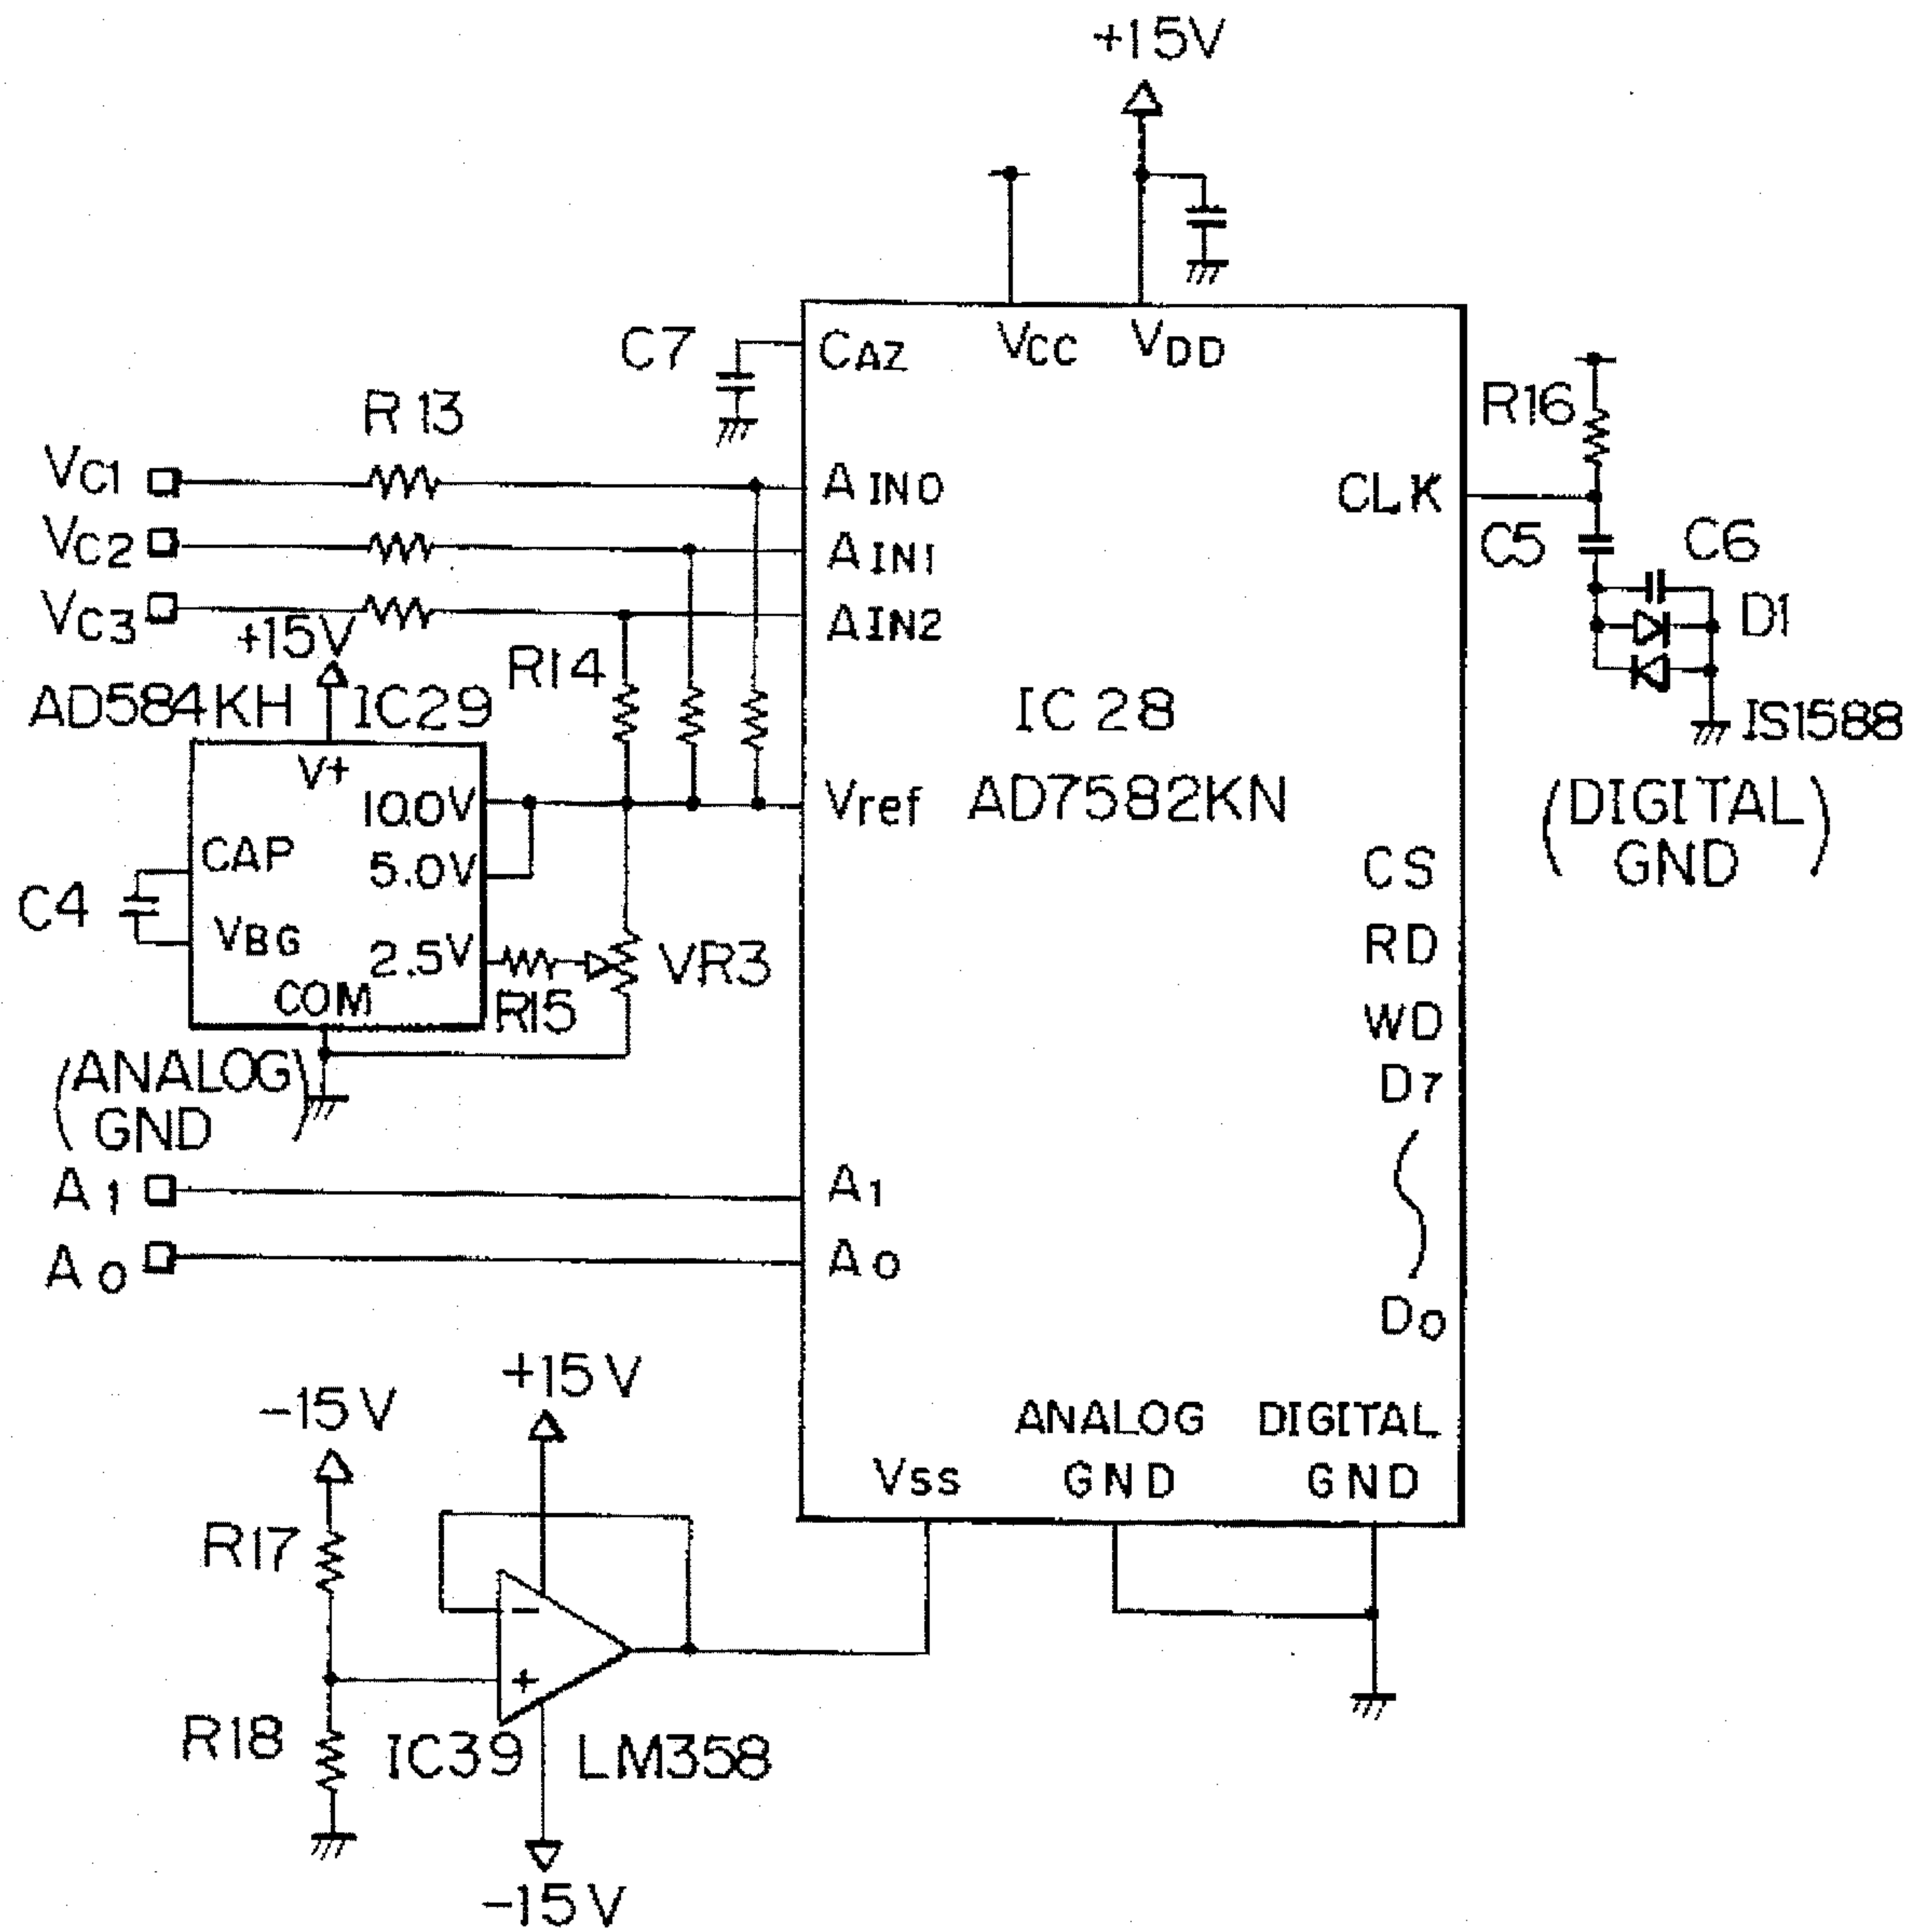 +15V
C7
CAZ
VCC
VDD
R13
R16
VC1
AIN0
CLK
VC2
AIN1
C5
C6
VC3
AIN2
D1
+15V
R14
AD584KH
IC29
IC28
IS1588
V+
10.0V
Vref
AD7582KN
(DIGITAL
GND)
CAP
5.0V
CS
C4
VBG
2.5V
VR3
RD
COM
R15
WD
(ANALOG
GND)
D7
A1
A1
A0
A0
D0
+15V
-15V
ANALOG
GND
DIGITAL
GND
VSS
R17
−
+
R18
IC39
LM358
-15V